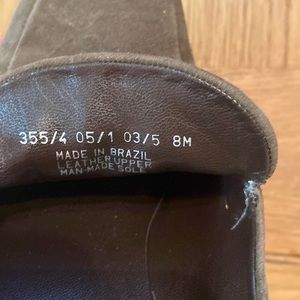 355/4 05/1 03/5 8M
MADE IN BRAZIL
LEATHER UPPER
MAN-MADE SOLE